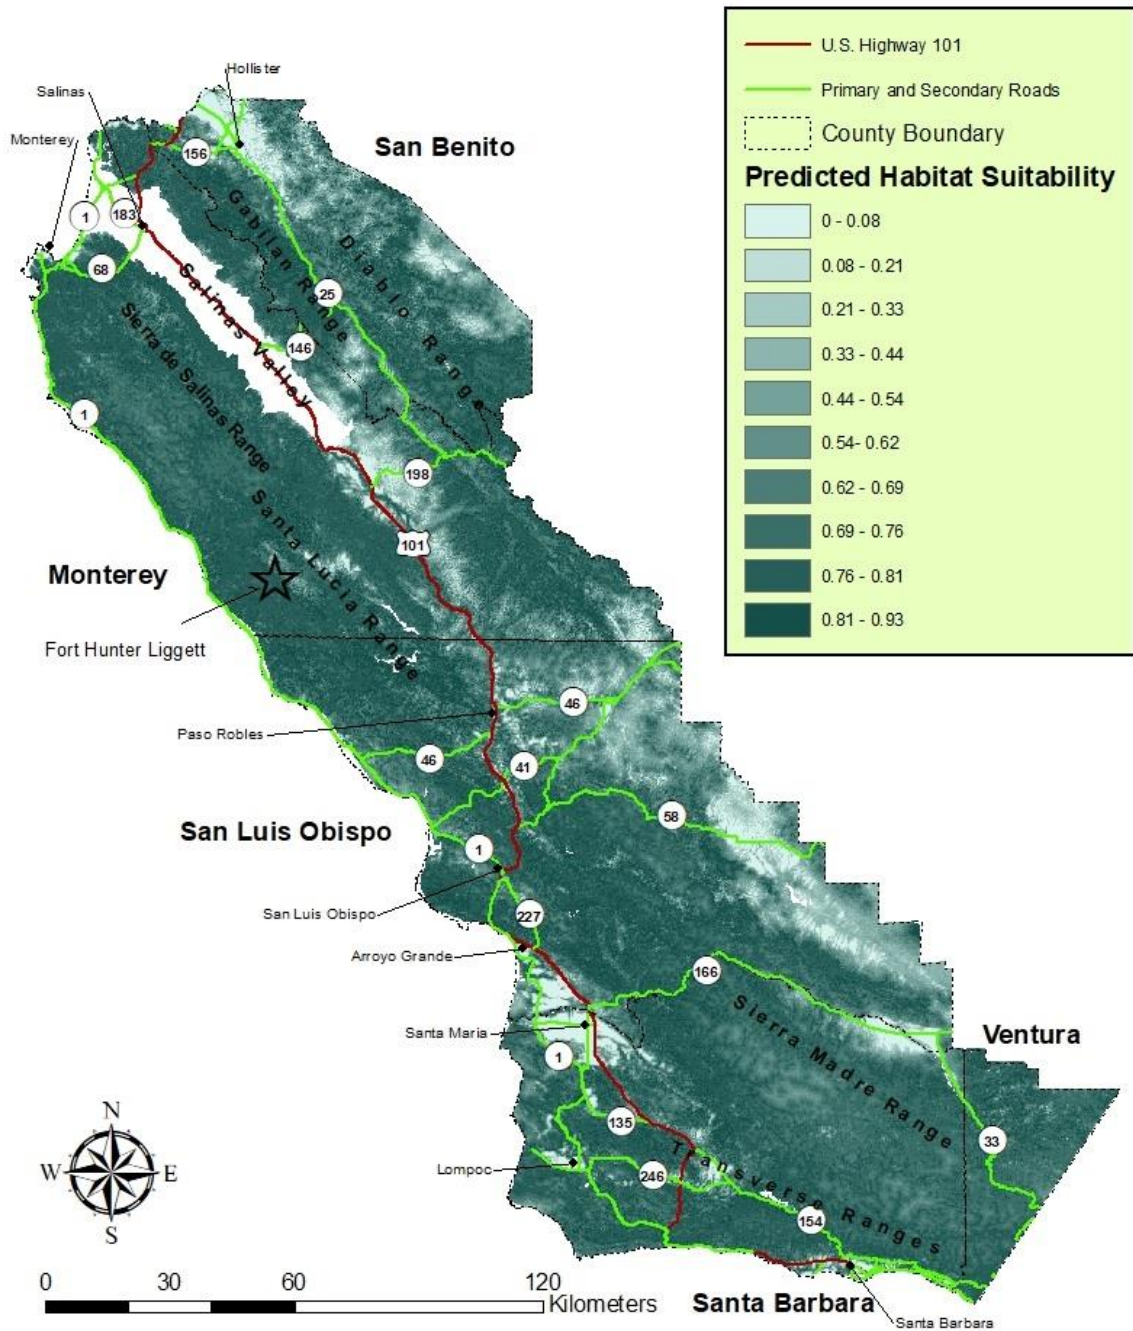 U.S. Highway 101
Primary and Secondary Roads
County Boundary
Predicted Habitat Suitability
0 - 0.08
0.08 - 0.21
0.21 - 0.33
0.33 - 0.44
0.44 - 0.54
0.54- 0.62
0.62 - 0.69
0.69 - 0.76
0.76 - 0.81
0.81 - 0.93
Hollister
Salinas
Monterey
San Benito
156
1
183
68
Gabilan Range
Diablo Range
25
Salinas Valley
146
Sierra de Salinas Range
1
198
Santa Lucia Range
101
Monterey
Fort Hunter Liggett
46
Paso Robles
46
41
58
San Luis Obispo
1
San Luis Obispo
227
Arroyo Grande
166
Sierra Madre Range
Santa Maria
Ventura
1
135
33
Lompoc
246
Transverse Ranges
154
N
W
E
S
0
30
60
120
Kilometers
Santa Barbara
Santa Barbara